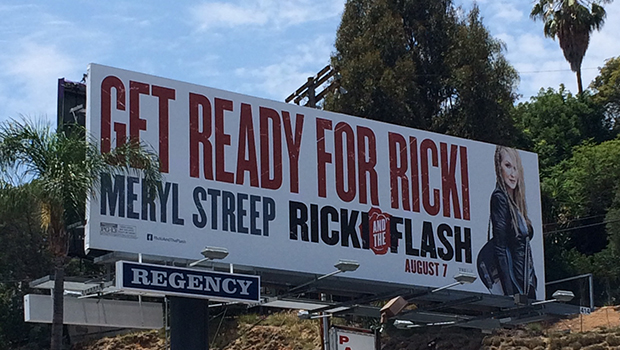 GET READY FOR RICKI
MERYL STREEP RICKI AND THE FLASH
AUGUST 7
REGENCY